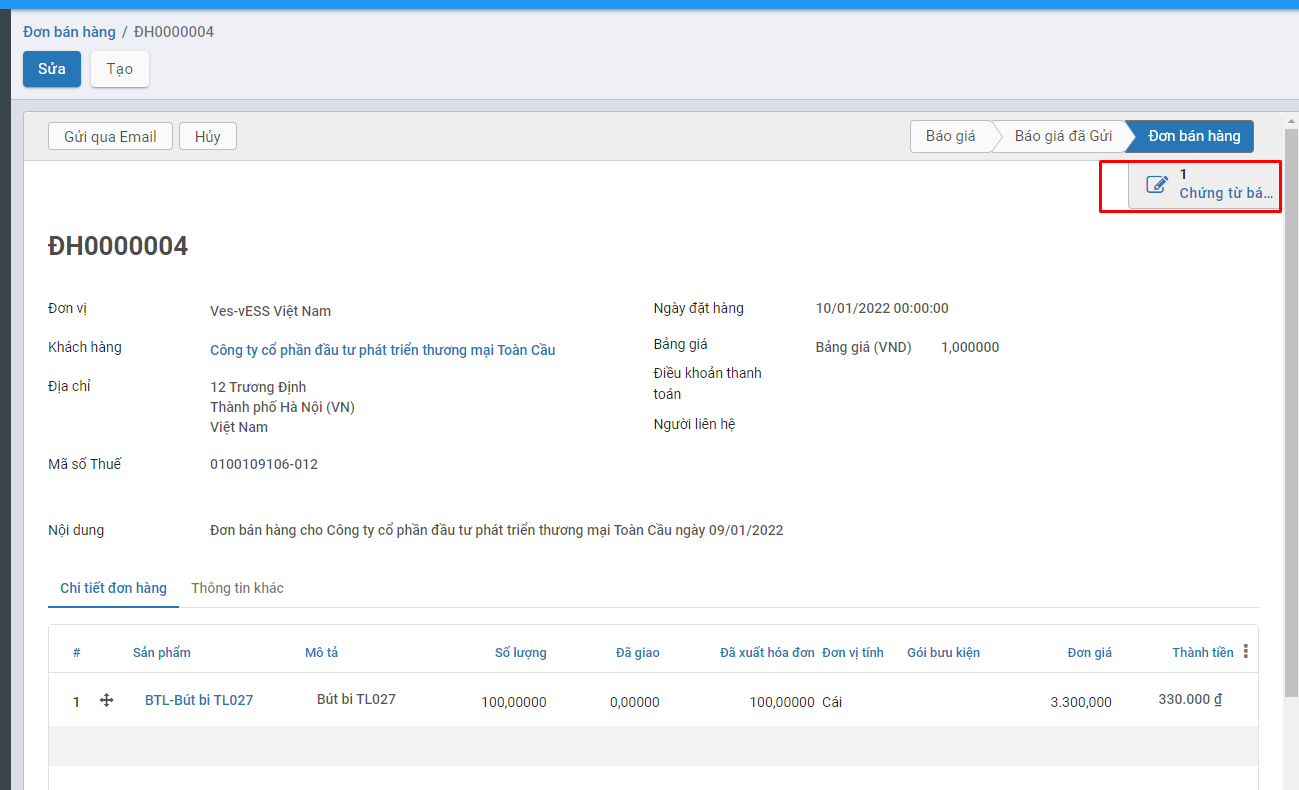 Đơn bán hàng / ĐH0000004
Sửa Tạo
Gửi qua Email Hủy Báo giá Báo giá đã Gửi Đơn bán hàng
1
Chứng từ bá...
ĐH0000004
Đơn vị Ves-vESS Việt Nam Ngày đặt hàng 10/01/2022 00:00:00
Khách hàng Công ty cổ phần đầu tư phát triển thương mại Toàn Cầu Bảng giá Bảng giá (VND) 1,000000
Điều khoản thanh
toán
Địa chỉ 12 Trương Định
Thành phố Hà Nội (VN)
Việt Nam
Người liên hệ
Mã số Thuế 0100109106-012
Nội dung Đơn bán hàng cho Công ty cổ phần đầu tư phát triển thương mại Toàn Cầu ngày 09/01/2022
Chi tiết đơn hàng Thông tin khác
# Sản phẩm Mô tả Số lượng Đã giao Đã xuất hóa đơn Đơn vị tính Gói bưu kiện Đơn giá Thành tiền
1 BTL-Bút bi TL027 Bút bi TL027 100,00000 0,00000 100,00000 Cái 3.300,000 330.000 ₫